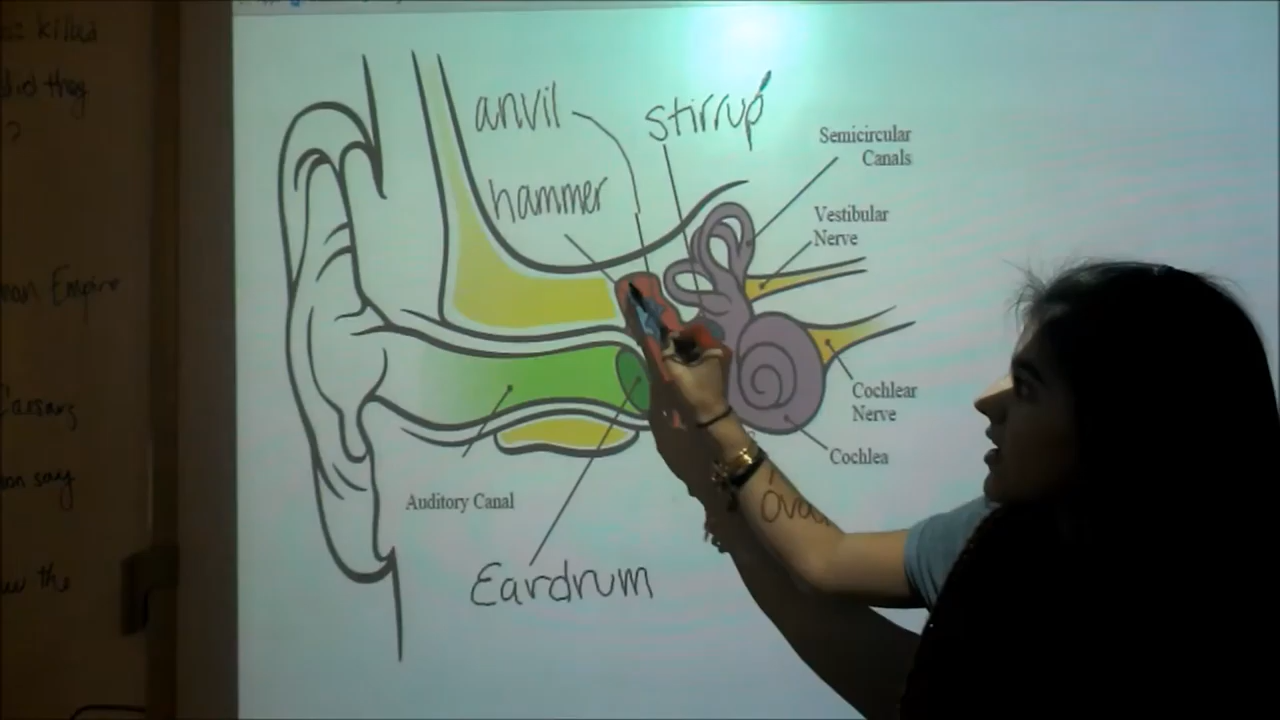 killed
did they
?
Empire
say
the
anvil
stirrup
hammer
Semicircular
Canals
Vestibular
Nerve
Cochlear
Nerve
Cochlea
Auditory Canal
Eardrum